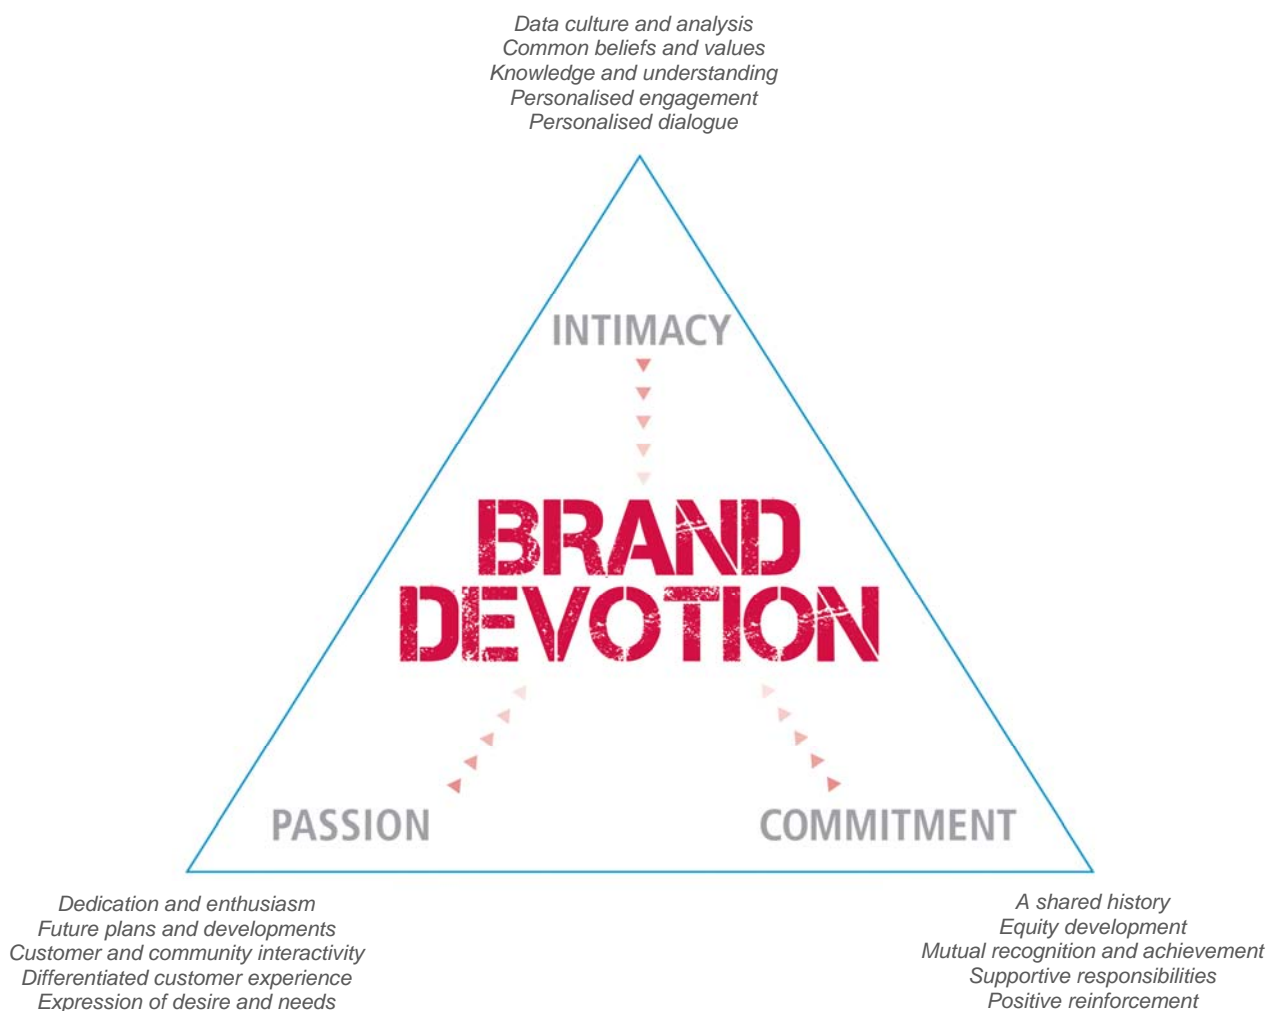 Data culture and analysis
Common beliefs and values
Knowledge and understanding
Personalised engagement
Personalised dialogue
INTIMACY
BRAND
DEVOTION
PASSION
COMMITMENT
Dedication and enthusiasm
Future plans and developments
Customer and community interactivity
Differentiated customer experience
Expression of desire and needs
A shared history
Equity development
Mutual recognition and achievement
Supportive responsibilities
Positive reinforcement